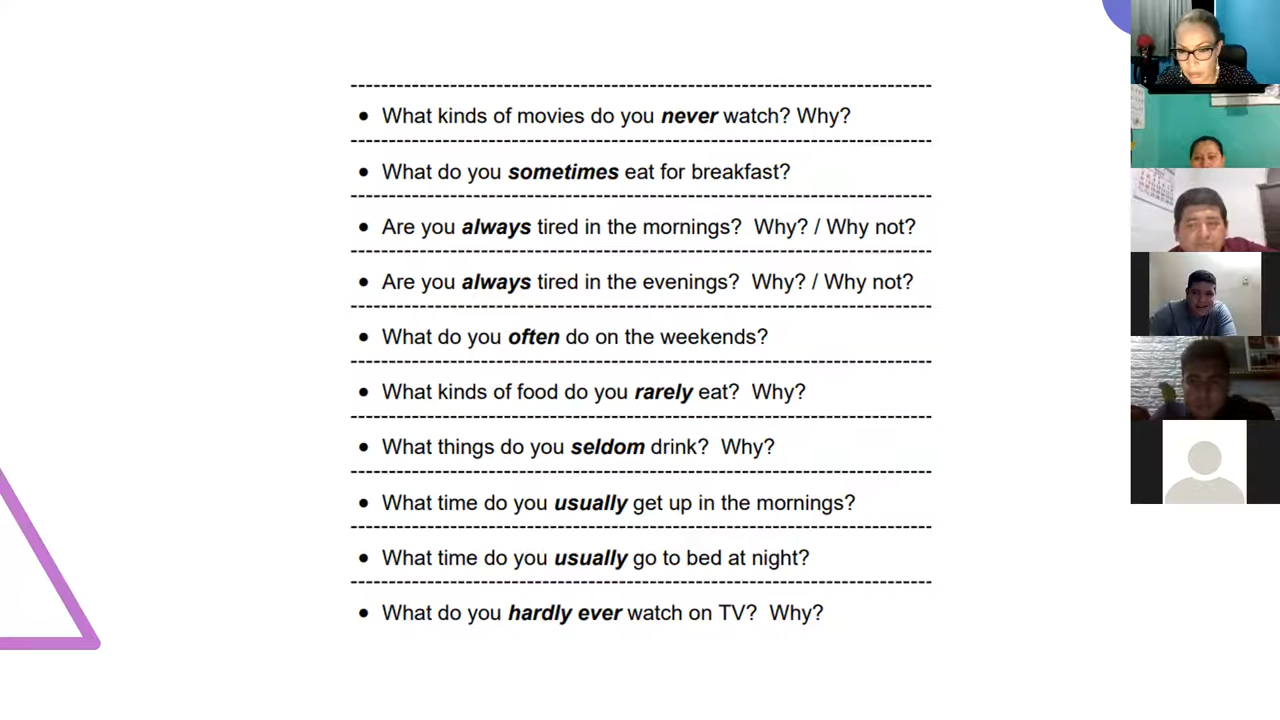 • What kinds of movies do you never watch? Why?
• What do you sometimes eat for breakfast?
• Are you always tired in the mornings? Why? / Why not?
• Are you always tired in the evenings? Why? / Why not?
• What do you often do on the weekends?
• What kinds of food do you rarely eat? Why?
• What things do you seldom drink? Why?
• What time do you usually get up in the mornings?
• What time do you usually go to bed at night?
• What do you hardly ever watch on TV? Why?